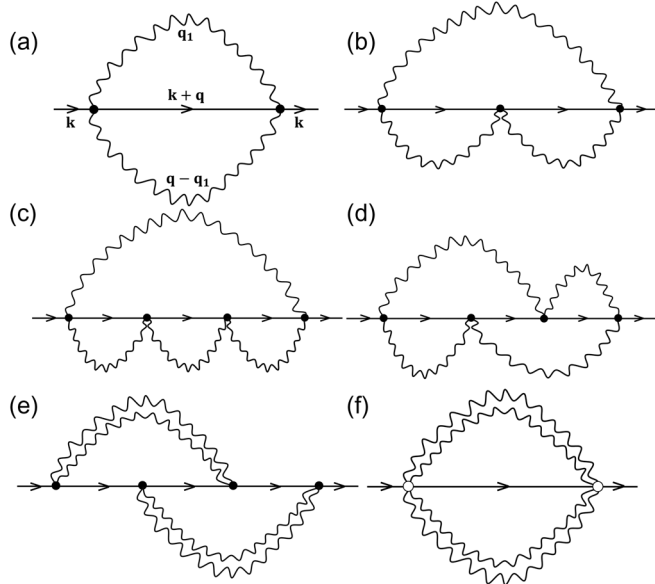 (a)
q₁
k + q
k
k
q − q₁
(b)
(c)
(d)
(e)
(f)